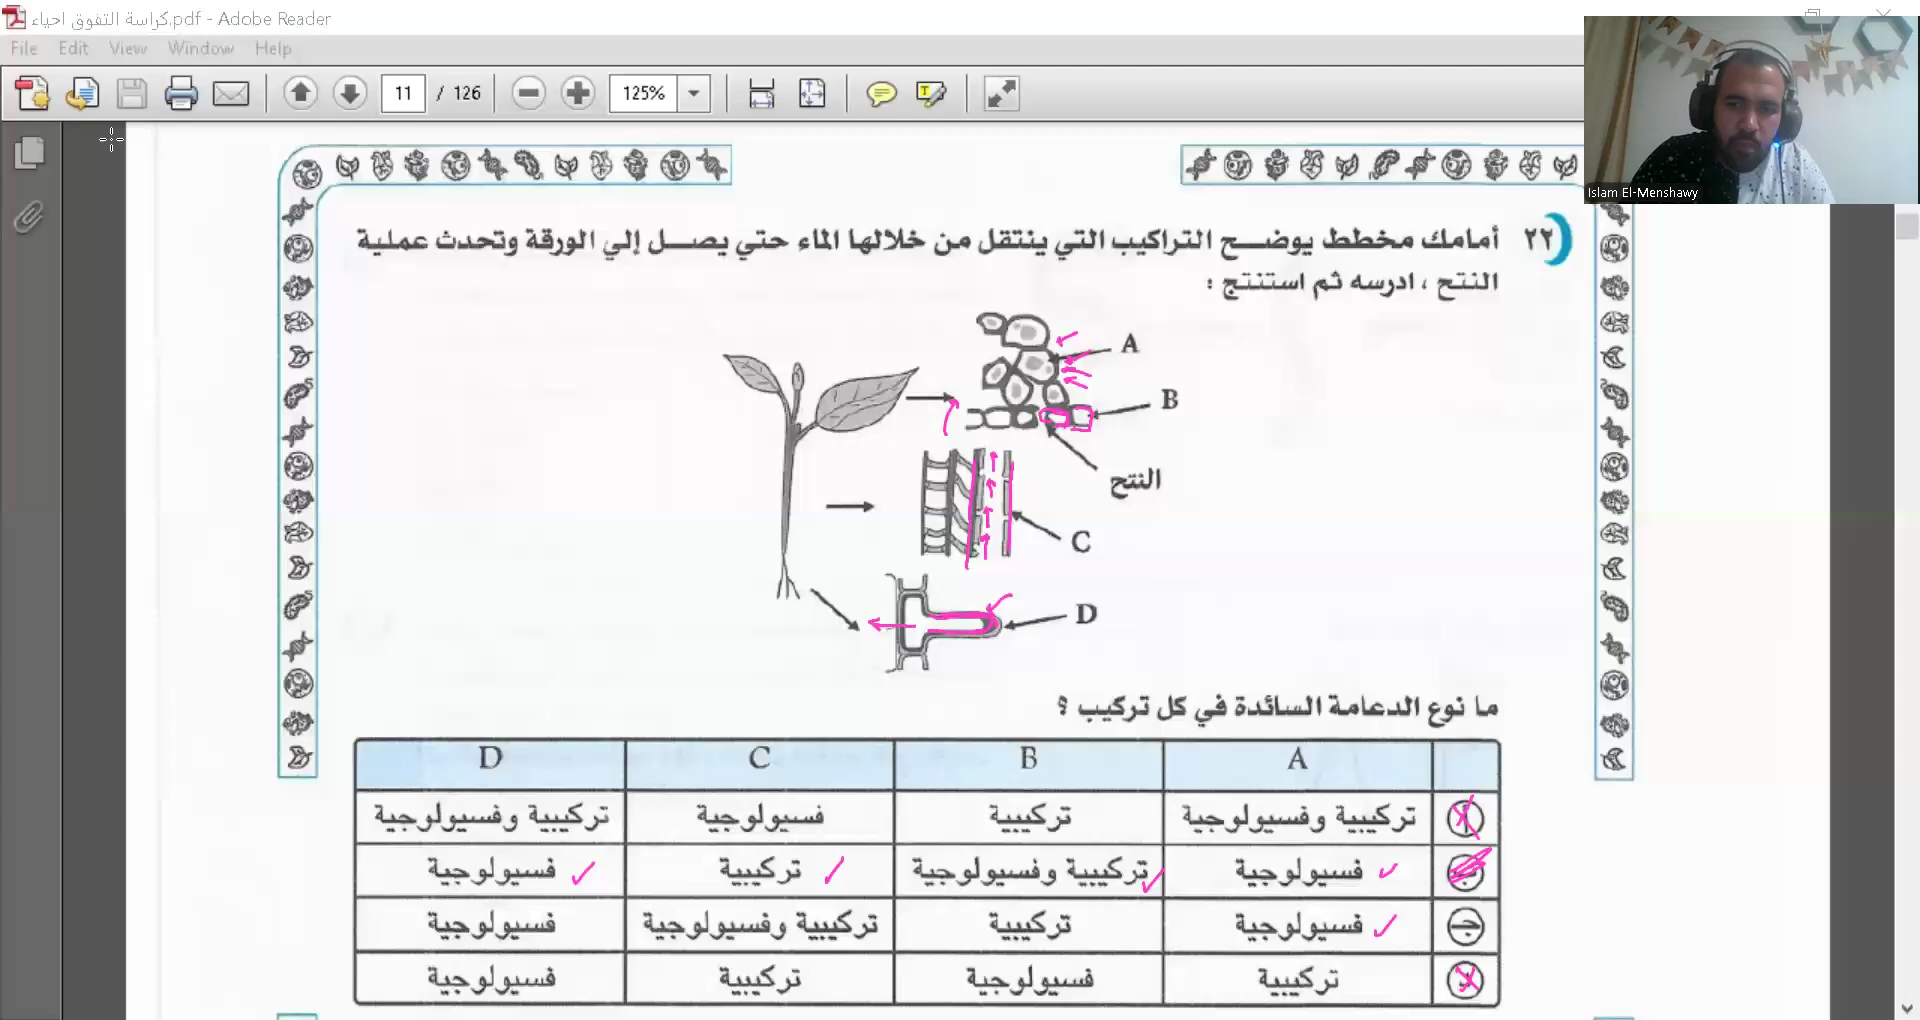 كراسة التفوق احياء.pdf - Adobe Reader
File Edit View Window Help
11 / 126 125%
Islam El-Menshawy
٢٢ أمامك مخطط يوضح التراكيب التي ينتقل من خلالها الماء حتي يصل إلي الورقة وتحدث عملية
النتح ، ادرسه ثم استنتج :
A
B
النتح
C
D
ما نوع الدعامة السائدة في كل تركيب ؟
A B C D
أ تركيبية وفسيولوجية تركيبية فسيولوجية تركيبية وفسيولوجية
ب فسيولوجية تركيبية وفسيولوجية تركيبية فسيولوجية
جـ فسيولوجية تركيبية تركيبية وفسيولوجية فسيولوجية
د تركيبية فسيولوجية تركيبية فسيولوجية